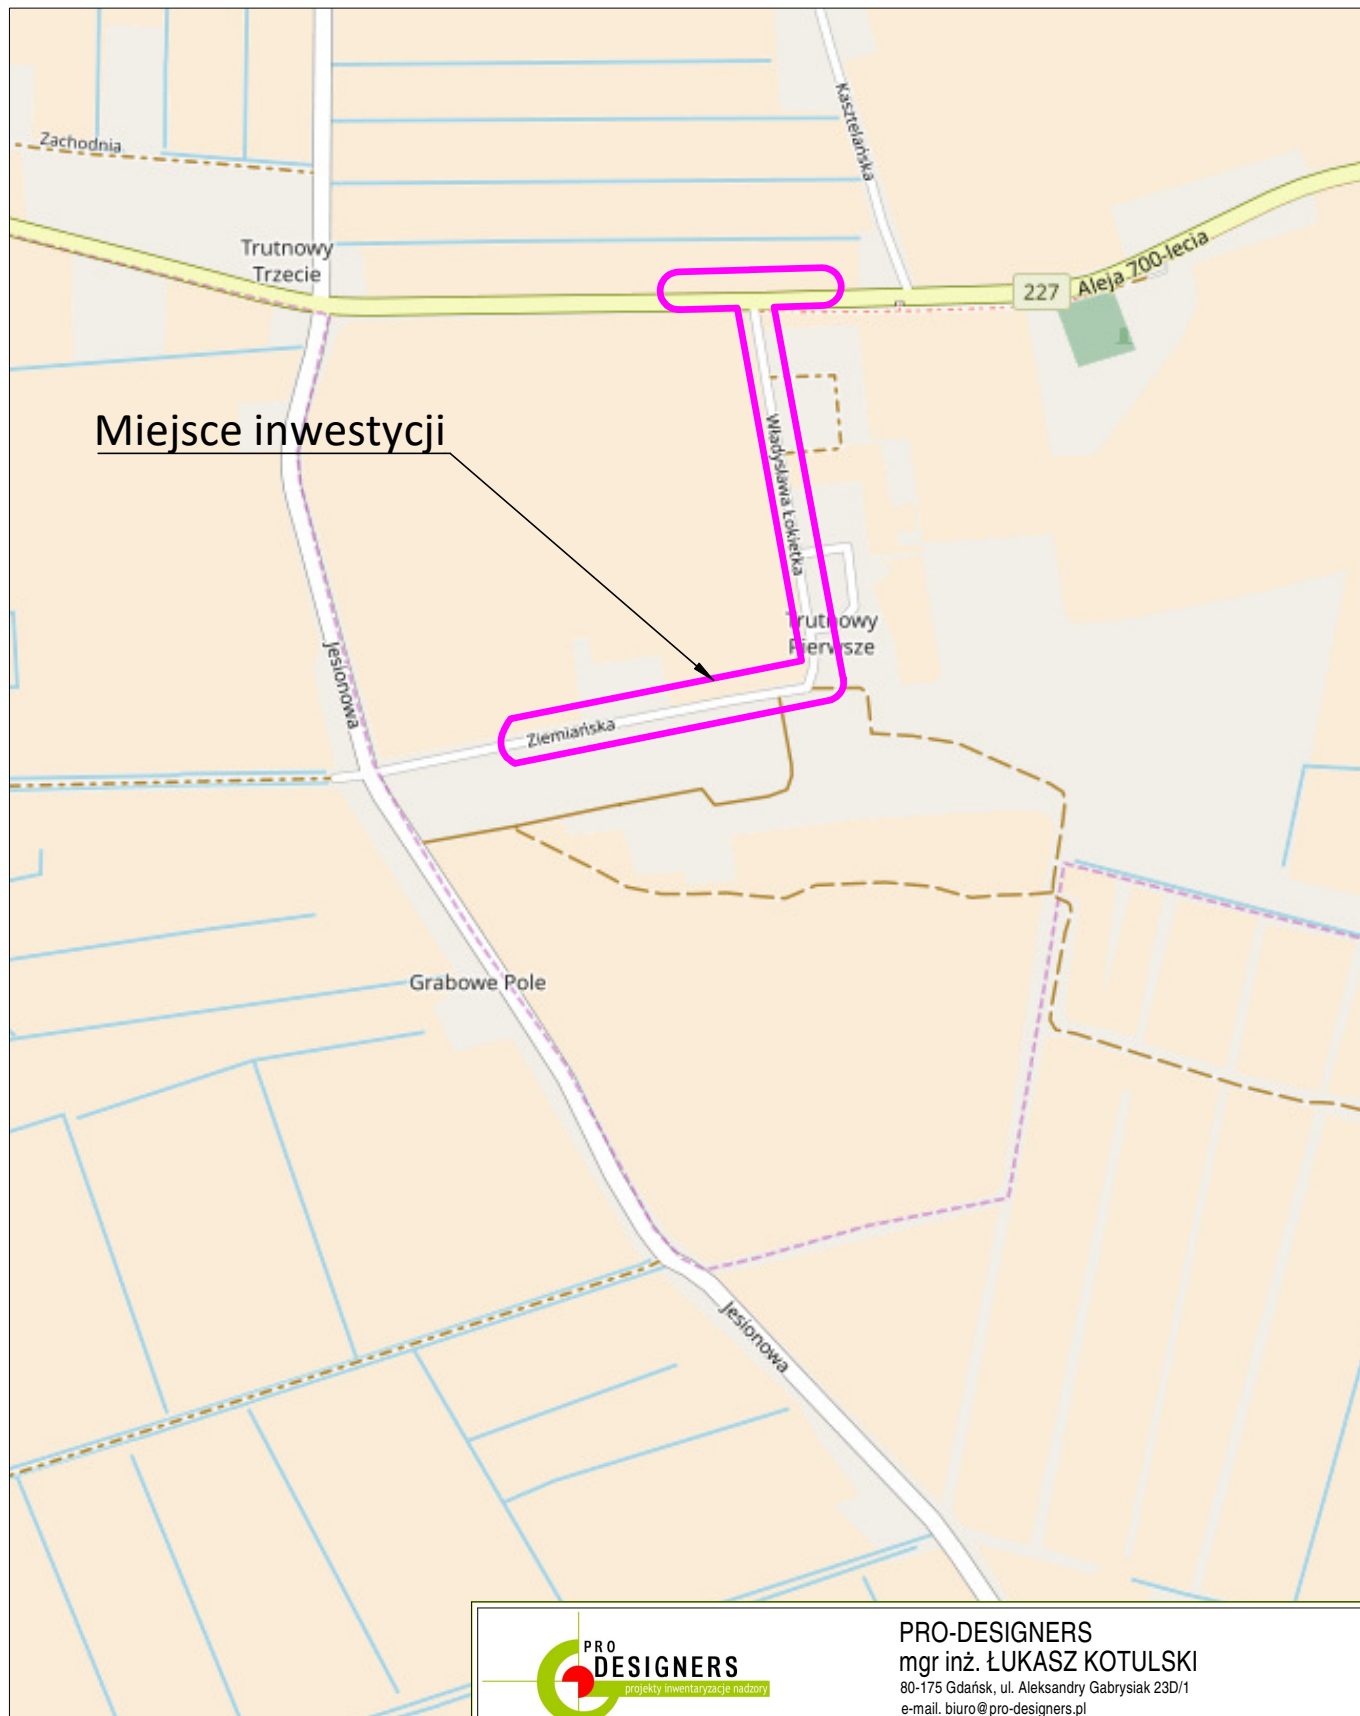 Zachodnia
Kasztelańska
Trutnowy
Trzecie
227
Aleja 700-lecia
Miejsce inwestycji
Władysława Łokietka
Trutnowy
Pierwsze
Jesionowa
Ziemiańska
Grabowe Pole
Jesionowa
PRO
DESIGNERS
projekty inwentaryzacje nadzory
PRO-DESIGNERS
mgr inż. ŁUKASZ KOTULSKI
80-175 Gdańsk, ul. Aleksandry Gabrysiak 23D/1
e-mail. biuro@pro-designers.pl